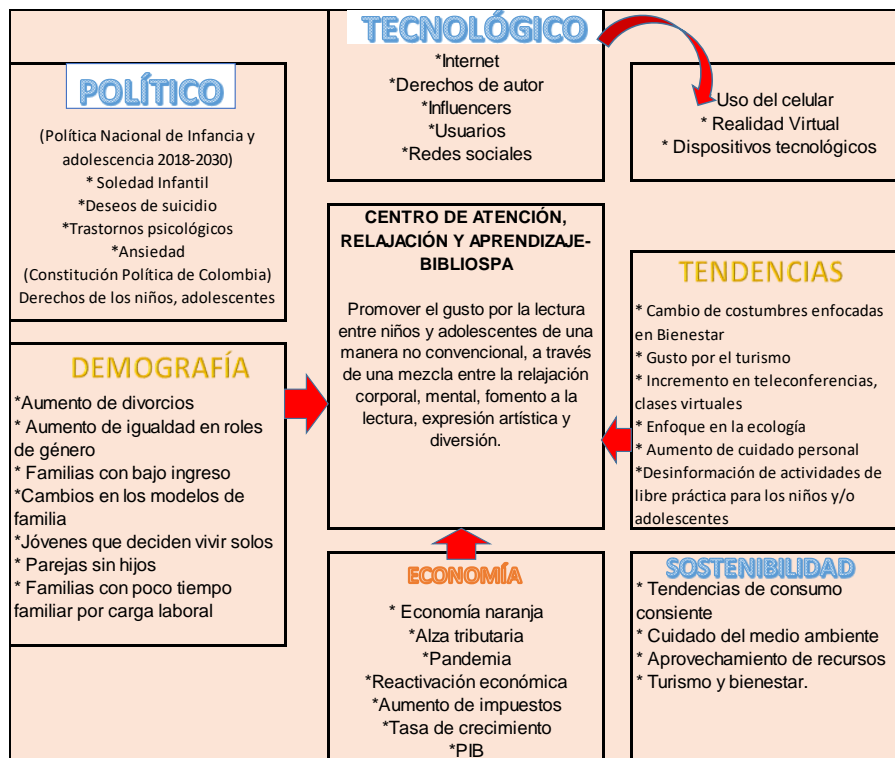 TECNOLÓGICO
*Internet
*Derechos de autor
*Influencers
*Usuarios
*Redes sociales
Uso del celular
* Realidad Virtual
* Dispositivos tecnológicos
POLÍTICO
(Política Nacional de Infancia y
adolescencia 2018-2030)
* Soledad Infantil
*Deseos de suicidio
*Trastornos psicológicos
*Ansiedad
(Constitución Política de Colombia)
Derechos de los niños, adolescentes
CENTRO DE ATENCIÓN,
RELAJACIÓN Y APRENDIZAJE-
BIBLIOSPA
Promover el gusto por la lectura
entre niños y adolescentes de una
manera no convencional, a través
de una mezcla entre la relajación
corporal, mental, fomento a la
lectura, expresión artística y
diversión.
TENDENCIAS
* Cambio de costumbres enfocadas
en Bienestar
* Gusto por el turismo
* Incremento en teleconferencias,
clases virtuales
* Enfoque en la ecología
* Aumento de cuidado personal
*Desinformación de actividades de
libre práctica para los niños y/o
adolescentes
DEMOGRAFÍA
*Aumento de divorcios
* Aumento de igualdad en roles
de género
* Familias con bajo ingreso
*Cambios en los modelos de
familia
*Jóvenes que deciden vivir solos
* Parejas sin hijos
* Familias con poco tiempo
familiar por carga laboral
ECONOMÍA
* Economía naranja
*Alza tributaria
*Pandemia
*Reactivación económica
*Aumento de impuestos
*Tasa de crecimiento
*PIB
SOSTENIBILIDAD
* Tendencias de consumo
consiente
* Cuidado del medio ambiente
* Aprovechamiento de recursos
* Turismo y bienestar.